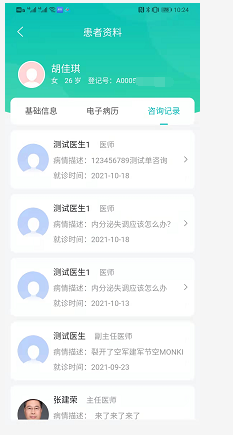 10:24
患者资料
胡佳琪
女 26岁 登记号：A0005
基础信息 电子病历 咨询记录
测试医生1 医师
病情描述：123456789测试单咨询
就诊时间：2021-10-18
测试医生1 医师
病情描述：内分泌失调应该怎么办?
就诊时间：2021-10-18
测试医生1 医师
病情描述：内分泌失调应该怎么办
就诊时间：2021-10-13
测试医生 副主任医师
病情描述：裂开了空军建军节空MONKI
就诊时间：2021-09-23
张建荣 主任医师
病情描述： 来了来了来了